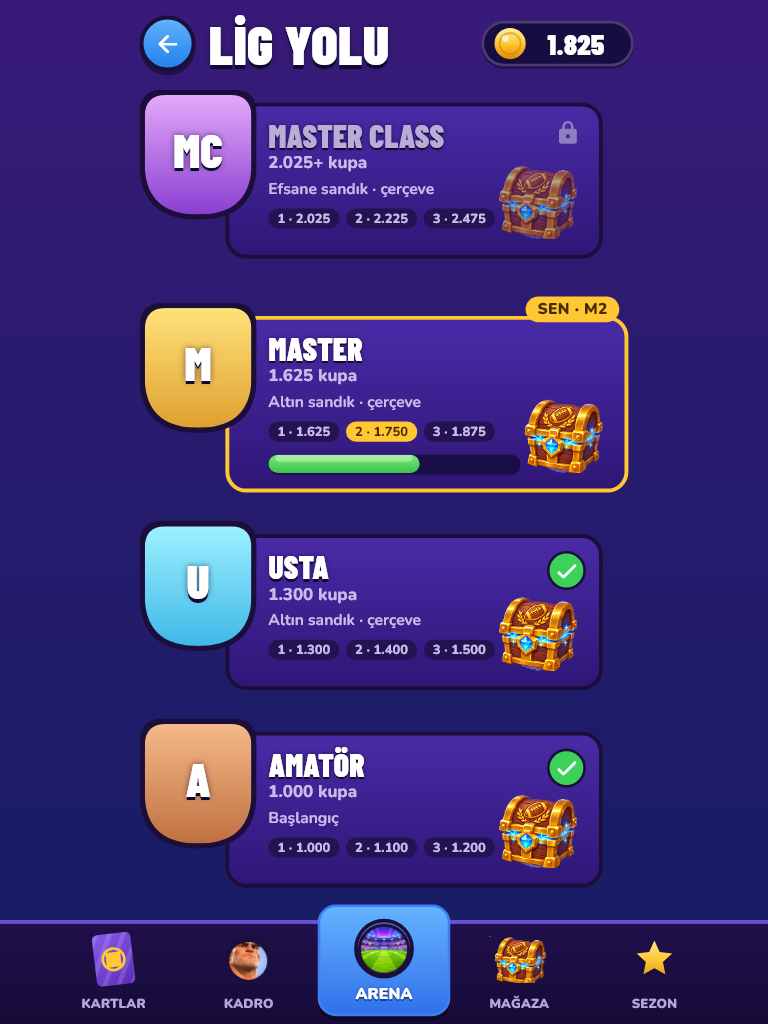 LİG YOLU
1.825
MC
MASTER CLASS
2.025+ kupa
Efsane sandık · çerçeve
1 · 2.025 2 · 2.225 3 · 2.475
SEN · M2
M
MASTER
1.625 kupa
Altın sandık · çerçeve
1 · 1.625 2 · 1.750 3 · 1.875
U
USTA
1.300 kupa
Altın sandık · çerçeve
1 · 1.300 2 · 1.400 3 · 1.500
A
AMATÖR
1.000 kupa
Başlangıç
1 · 1.000 2 · 1.100 3 · 1.200
KARTLAR KADRO ARENA MAĞAZA SEZON